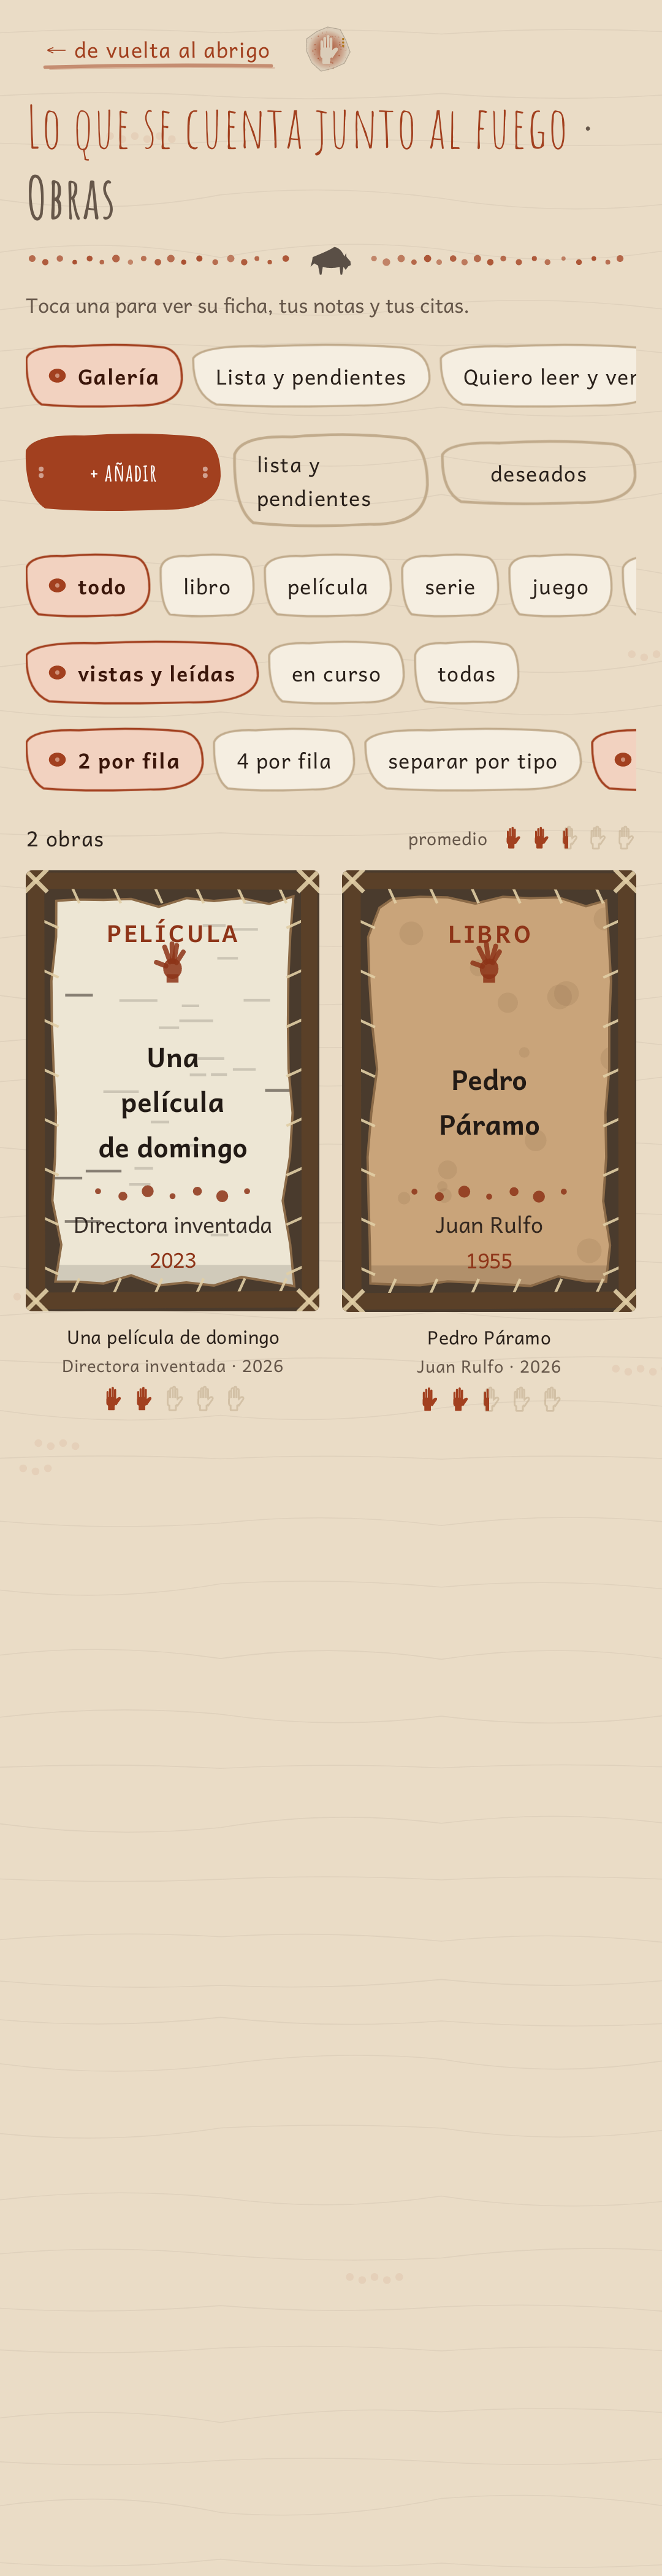 ← de vuelta al abrigo
Lo que se cuenta junto al fuego ·
Obras
Toca una para ver su ficha, tus notas y tus citas.
Galería
Lista y pendientes
Quiero leer y ver
+ AÑADIR
lista y
pendientes
deseados
todo
libro
película
serie
juego
vistas y leídas
en curso
todas
2 por fila
4 por fila
separar por tipo
2 obras
promedio
PELÍCULA
Una
película
de domingo
Directora inventada
2023
LIBRO
Pedro
Páramo
Juan Rulfo
1955
Una película de domingo
Directora inventada · 2026
Pedro Páramo
Juan Rulfo · 2026